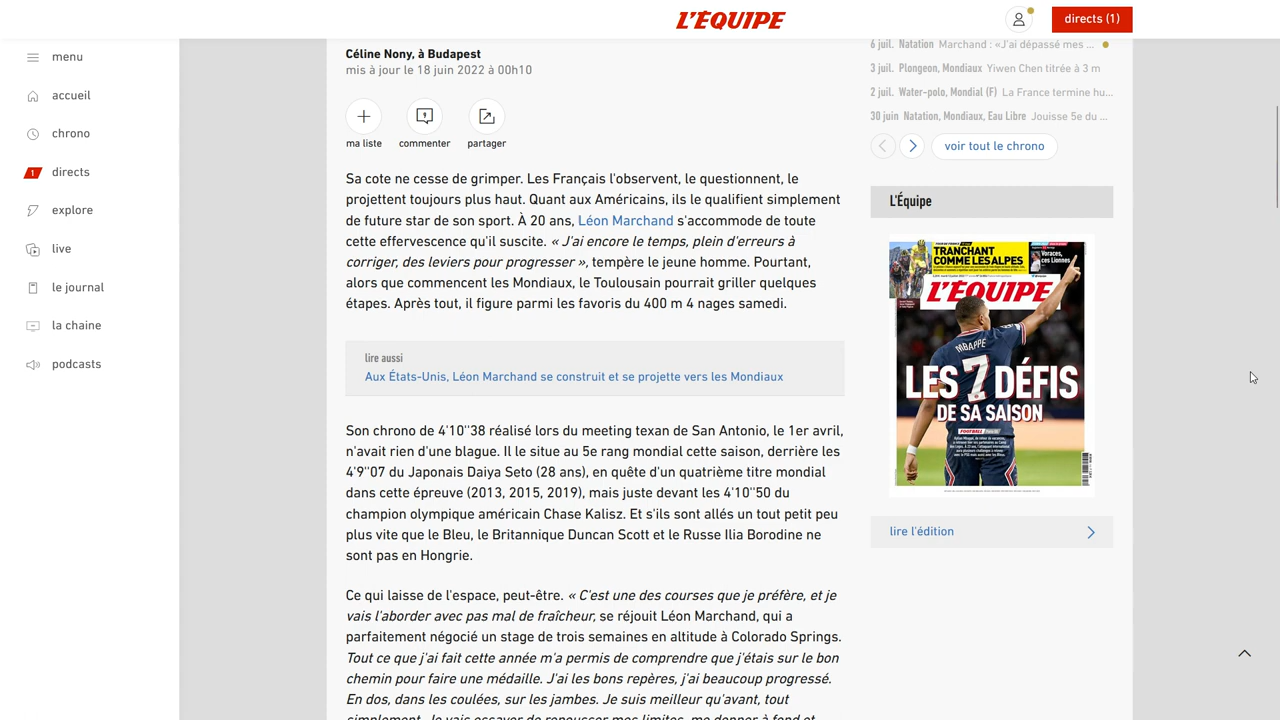 L'ÉQUIPE
directs (1)
menu
accueil
chrono
1
directs
explore
live
le journal
la chaine
podcasts
Céline Nony, à Budapest
mis à jour le 18 juin 2022 à 00h10
ma liste
commenter
partager
Sa cote ne cesse de grimper. Les Français l'observent, le questionnent, le
projettent toujours plus haut. Quant aux Américains, ils le qualifient simplement
de future star de son sport. À 20 ans, Léon Marchand s'accommode de toute
cette effervescence qu'il suscite. « J'ai encore le temps, plein d'erreurs à
corriger, des leviers pour progresser », tempère le jeune homme. Pourtant,
alors que commencent les Mondiaux, le Toulousain pourrait griller quelques
étapes. Après tout, il figure parmi les favoris du 400 m 4 nages samedi.
lire aussi
Aux États-Unis, Léon Marchand se construit et se projette vers les Mondiaux
Son chrono de 4'10''38 réalisé lors du meeting texan de San Antonio, le 1er avril,
n'avait rien d'une blague. Il le situe au 5e rang mondial cette saison, derrière les
4'9''07 du Japonais Daiya Seto (28 ans), en quête d'un quatrième titre mondial
dans cette épreuve (2013, 2015, 2019), mais juste devant les 4'10''50 du
champion olympique américain Chase Kalisz. Et s'ils sont allés un tout petit peu
plus vite que le Bleu, le Britannique Duncan Scott et le Russe Ilia Borodine ne
sont pas en Hongrie.
Ce qui laisse de l'espace, peut-être. « C'est une des courses que je préfère, et je
vais l'aborder avec pas mal de fraîcheur, se réjouit Léon Marchand, qui a
parfaitement négocié un stage de trois semaines en altitude à Colorado Springs.
Tout ce que j'ai fait cette année m'a permis de comprendre que j'étais sur le bon
chemin pour faire une médaille. J'ai les bons repères, j'ai beaucoup progressé.
En dos, dans les coulées, sur les jambes. Je suis meilleur qu'avant, tout
simplement. Je vais essayer de repousser mes limites, me donner à fond et
6 juil. Natation Marchand : «J'ai dépassé mes ...
3 juil. Plongeon, Mondiaux Yiwen Chen titrée à 3 m
2 juil. Water-polo, Mondial (F) La France termine hu...
30 juin Natation, Mondiaux, Eau Libre Jouisse 5e du ...
voir tout le chrono
L'Équipe
TRANCHANT
COMME LES ALPES
Voraces,
ces Lionnes
L'ÉQUIPE
MBAPPE
7
LES 7 DÉFIS
DE SA SAISON
FOOTBALL
lire l'édition